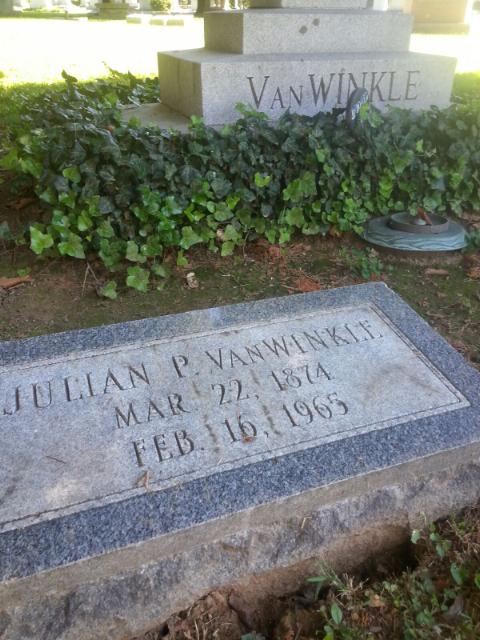 VanWINKLE
JULIAN P. VANWINKLE
MAR 22, 1874
FEB. 16, 1965